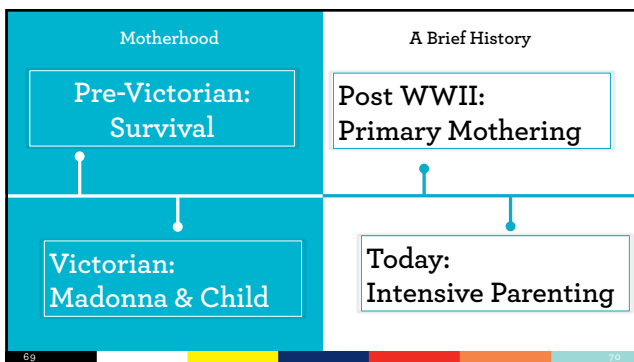 Motherhood
A Brief History
Pre-Victorian:
Survival
Post WWII:
Primary Mothering
Victorian:
Madonna & Child
Today:
Intensive Parenting
69
70